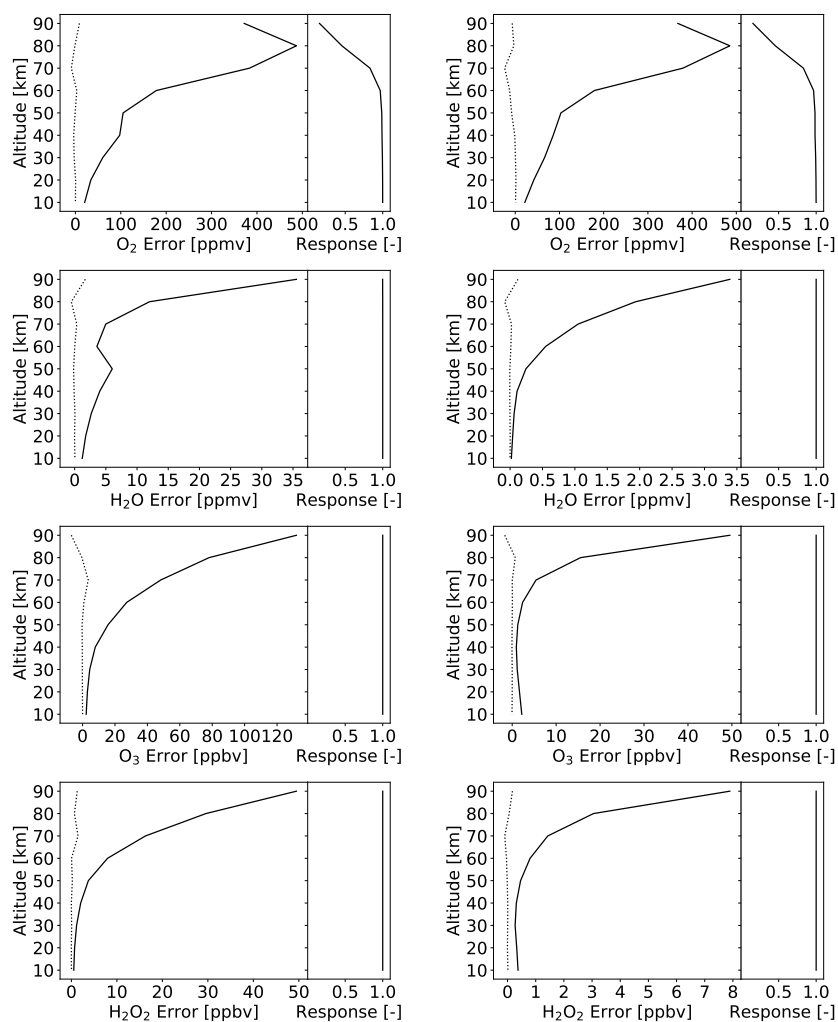 90 80 70 60 50 40 30 20 10
Altitude [km]
0 100 200 300 400 500 0.5 1.0
O₂ Error [ppmv] Response [-]
90 80 70 60 50 40 30 20 10
Altitude [km]
0 100 200 300 400 500 0.5 1.0
O₂ Error [ppmv] Response [-]
90 80 70 60 50 40 30 20 10
Altitude [km]
0 5 10 15 20 25 30 35 0.5 1.0
H₂O Error [ppmv] Response [-]
90 80 70 60 50 40 30 20 10
Altitude [km]
0.0 0.5 1.0 1.5 2.0 2.5 3.0 3.5 0.5 1.0
H₂O Error [ppmv] Response [-]
90 80 70 60 50 40 30 20 10
Altitude [km]
0 20 40 60 80 100 120 0.5 1.0
O₃ Error [ppbv] Response [-]
90 80 70 60 50 40 30 20 10
Altitude [km]
0 10 20 30 40 50 0.5 1.0
O₃ Error [ppbv] Response [-]
90 80 70 60 50 40 30 20 10
Altitude [km]
0 10 20 30 40 50 0.5 1.0
H₂O₂ Error [ppbv] Response [-]
90 80 70 60 50 40 30 20 10
Altitude [km]
0 1 2 3 4 5 6 7 8 0.5 1.0
H₂O₂ Error [ppbv] Response [-]